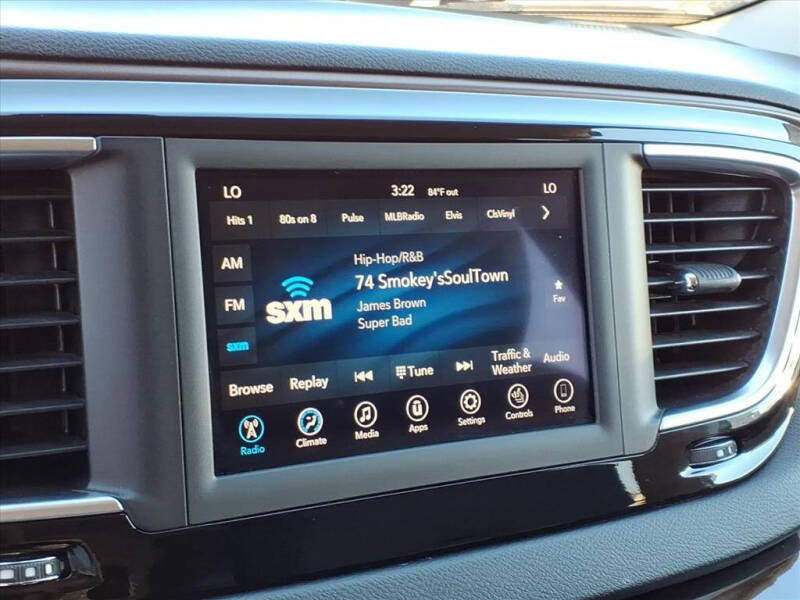 LO 3:22 84°F out LO
Hits 1 80s on 8 Pulse MLBRadio Elvis ClsVinyl >
AM
FM
sxm
sxm
Hip-Hop/R&B
74 Smokey'sSoulTown
James Brown
Super Bad
Fav
Browse Replay Tune Traffic & Weather Audio
Radio Climate Media Apps Settings Controls Phone